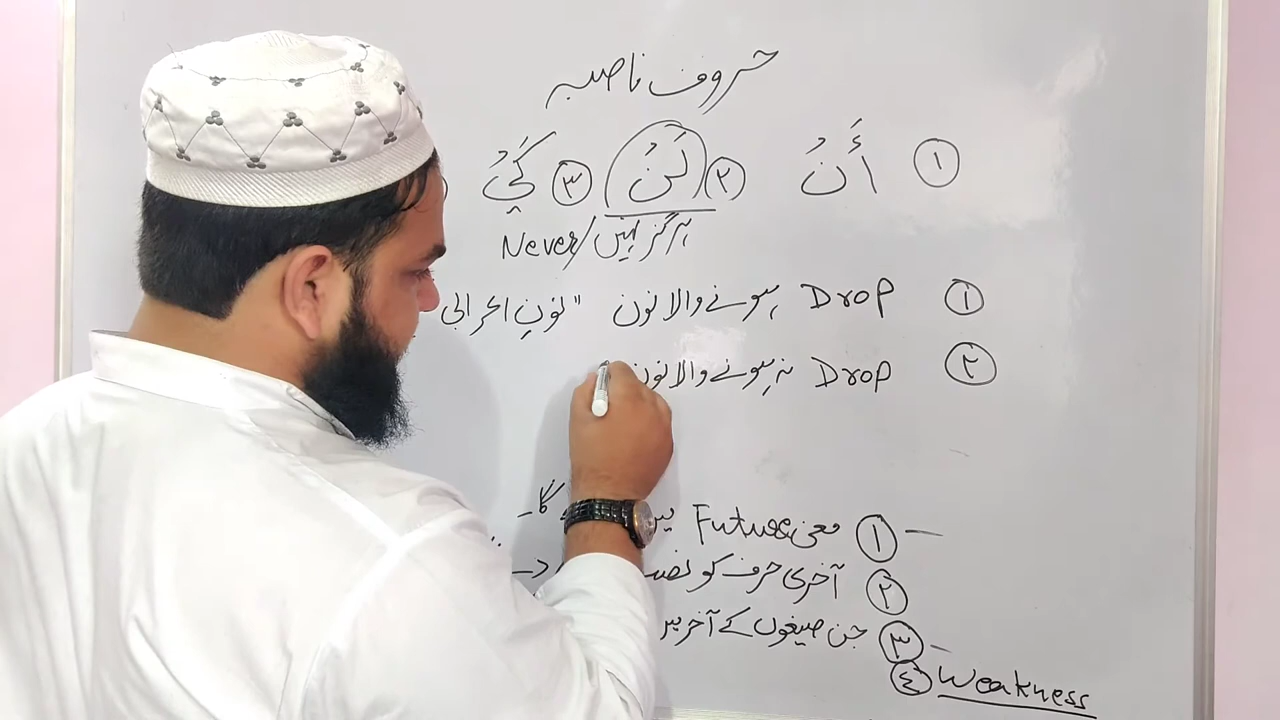 حروف ناصبہ
① أَنْ ② لَنْ ③ كَيْ
ہرگز نہیں/Never
① Drop ہونے والا نون "نونِ اعرابی
② Drop نہ ہونے والا نون
① معنی Future میں گا۔
② آخری حرف کو نصب
③ جن صیغوں کے آخر میں
④ Weakness